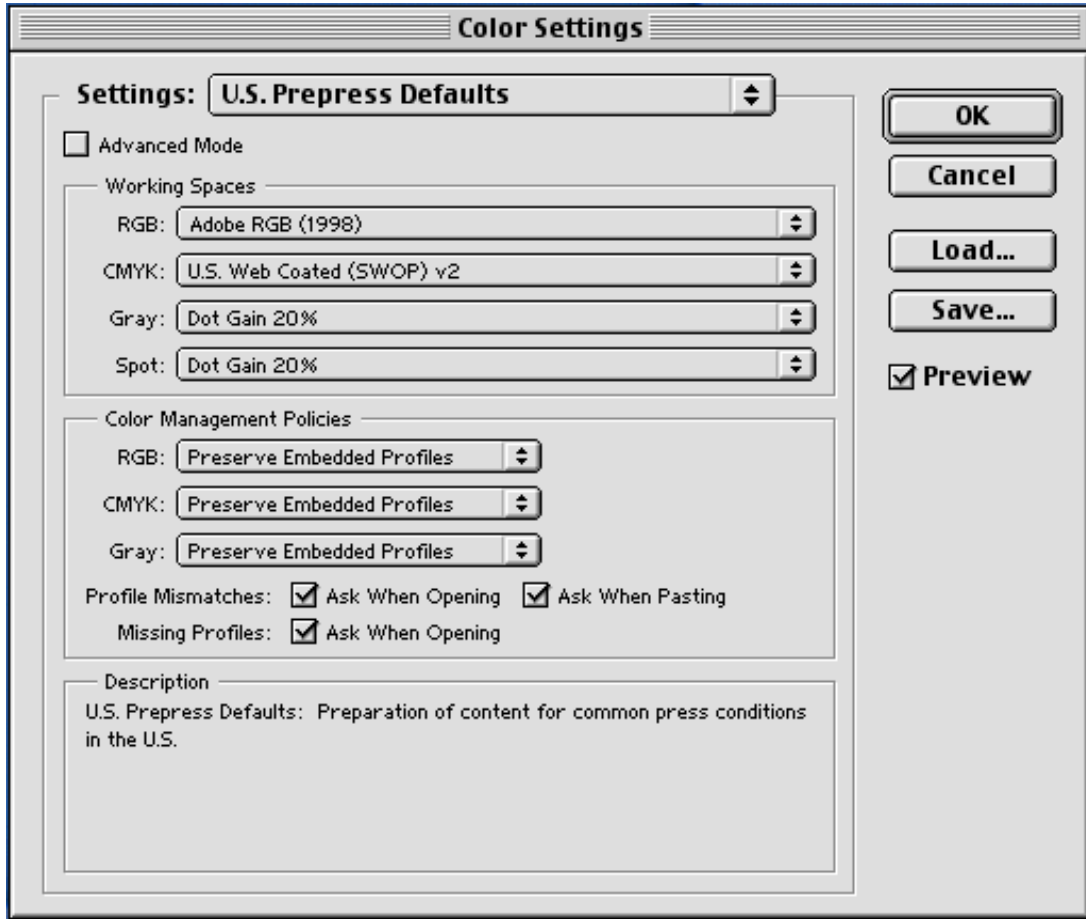 Color Settings
Settings: U.S. Prepress Defaults
Advanced Mode
Working Spaces
RGB: Adobe RGB (1998)
CMYK: U.S. Web Coated (SWOP) v2
Gray: Dot Gain 20%
Spot: Dot Gain 20%
Color Management Policies
RGB: Preserve Embedded Profiles
CMYK: Preserve Embedded Profiles
Gray: Preserve Embedded Profiles
Profile Mismatches: Ask When Opening Ask When Pasting
Missing Profiles: Ask When Opening
Description
U.S. Prepress Defaults: Preparation of content for common press conditions
in the U.S.
OK
Cancel
Load...
Save...
Preview